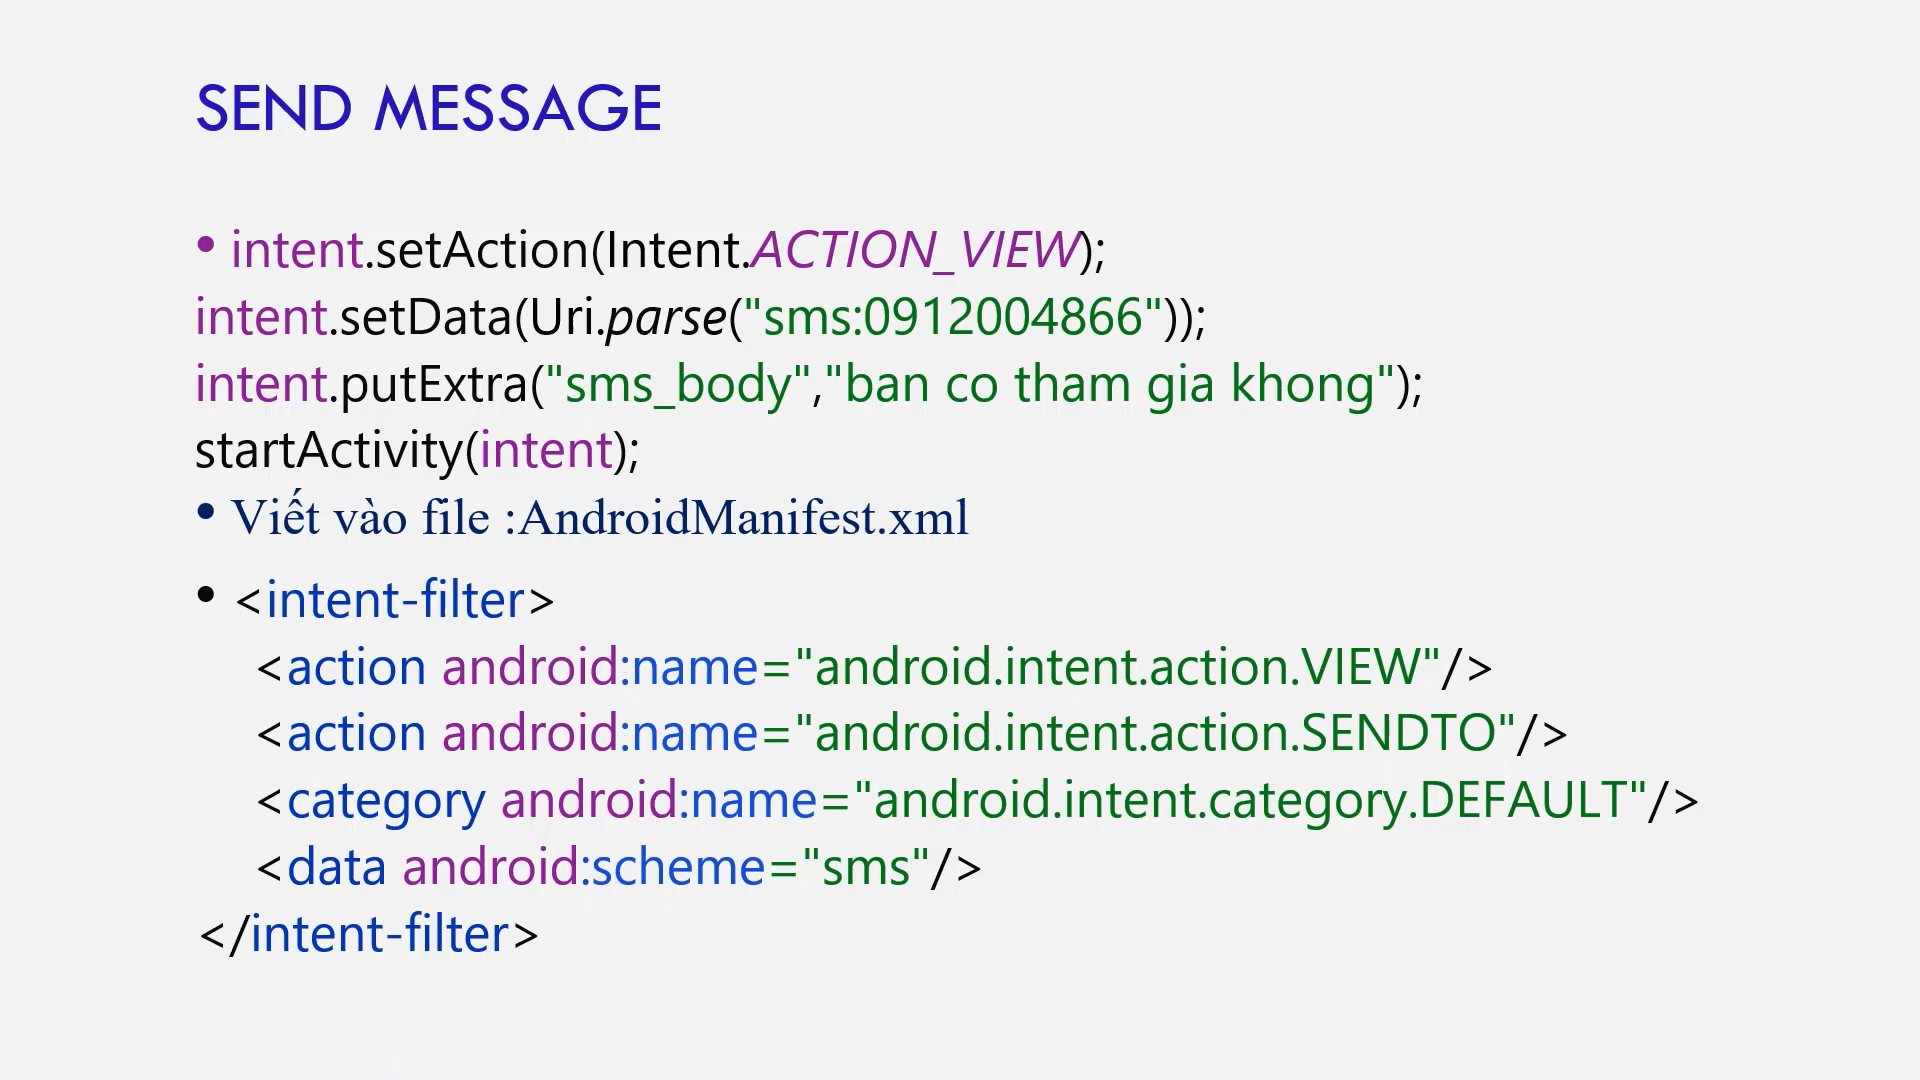 SEND MESSAGE
• intent.setAction(Intent.ACTION_VIEW);
intent.setData(Uri.parse("sms:0912004866"));
intent.putExtra("sms_body","ban co tham gia khong");
startActivity(intent);
• Viết vào file :AndroidManifest.xml
• <intent-filter>
<action android:name="android.intent.action.VIEW"/>
<action android:name="android.intent.action.SENDTO"/>
<category android:name="android.intent.category.DEFAULT"/>
<data android:scheme="sms"/>
</intent-filter>